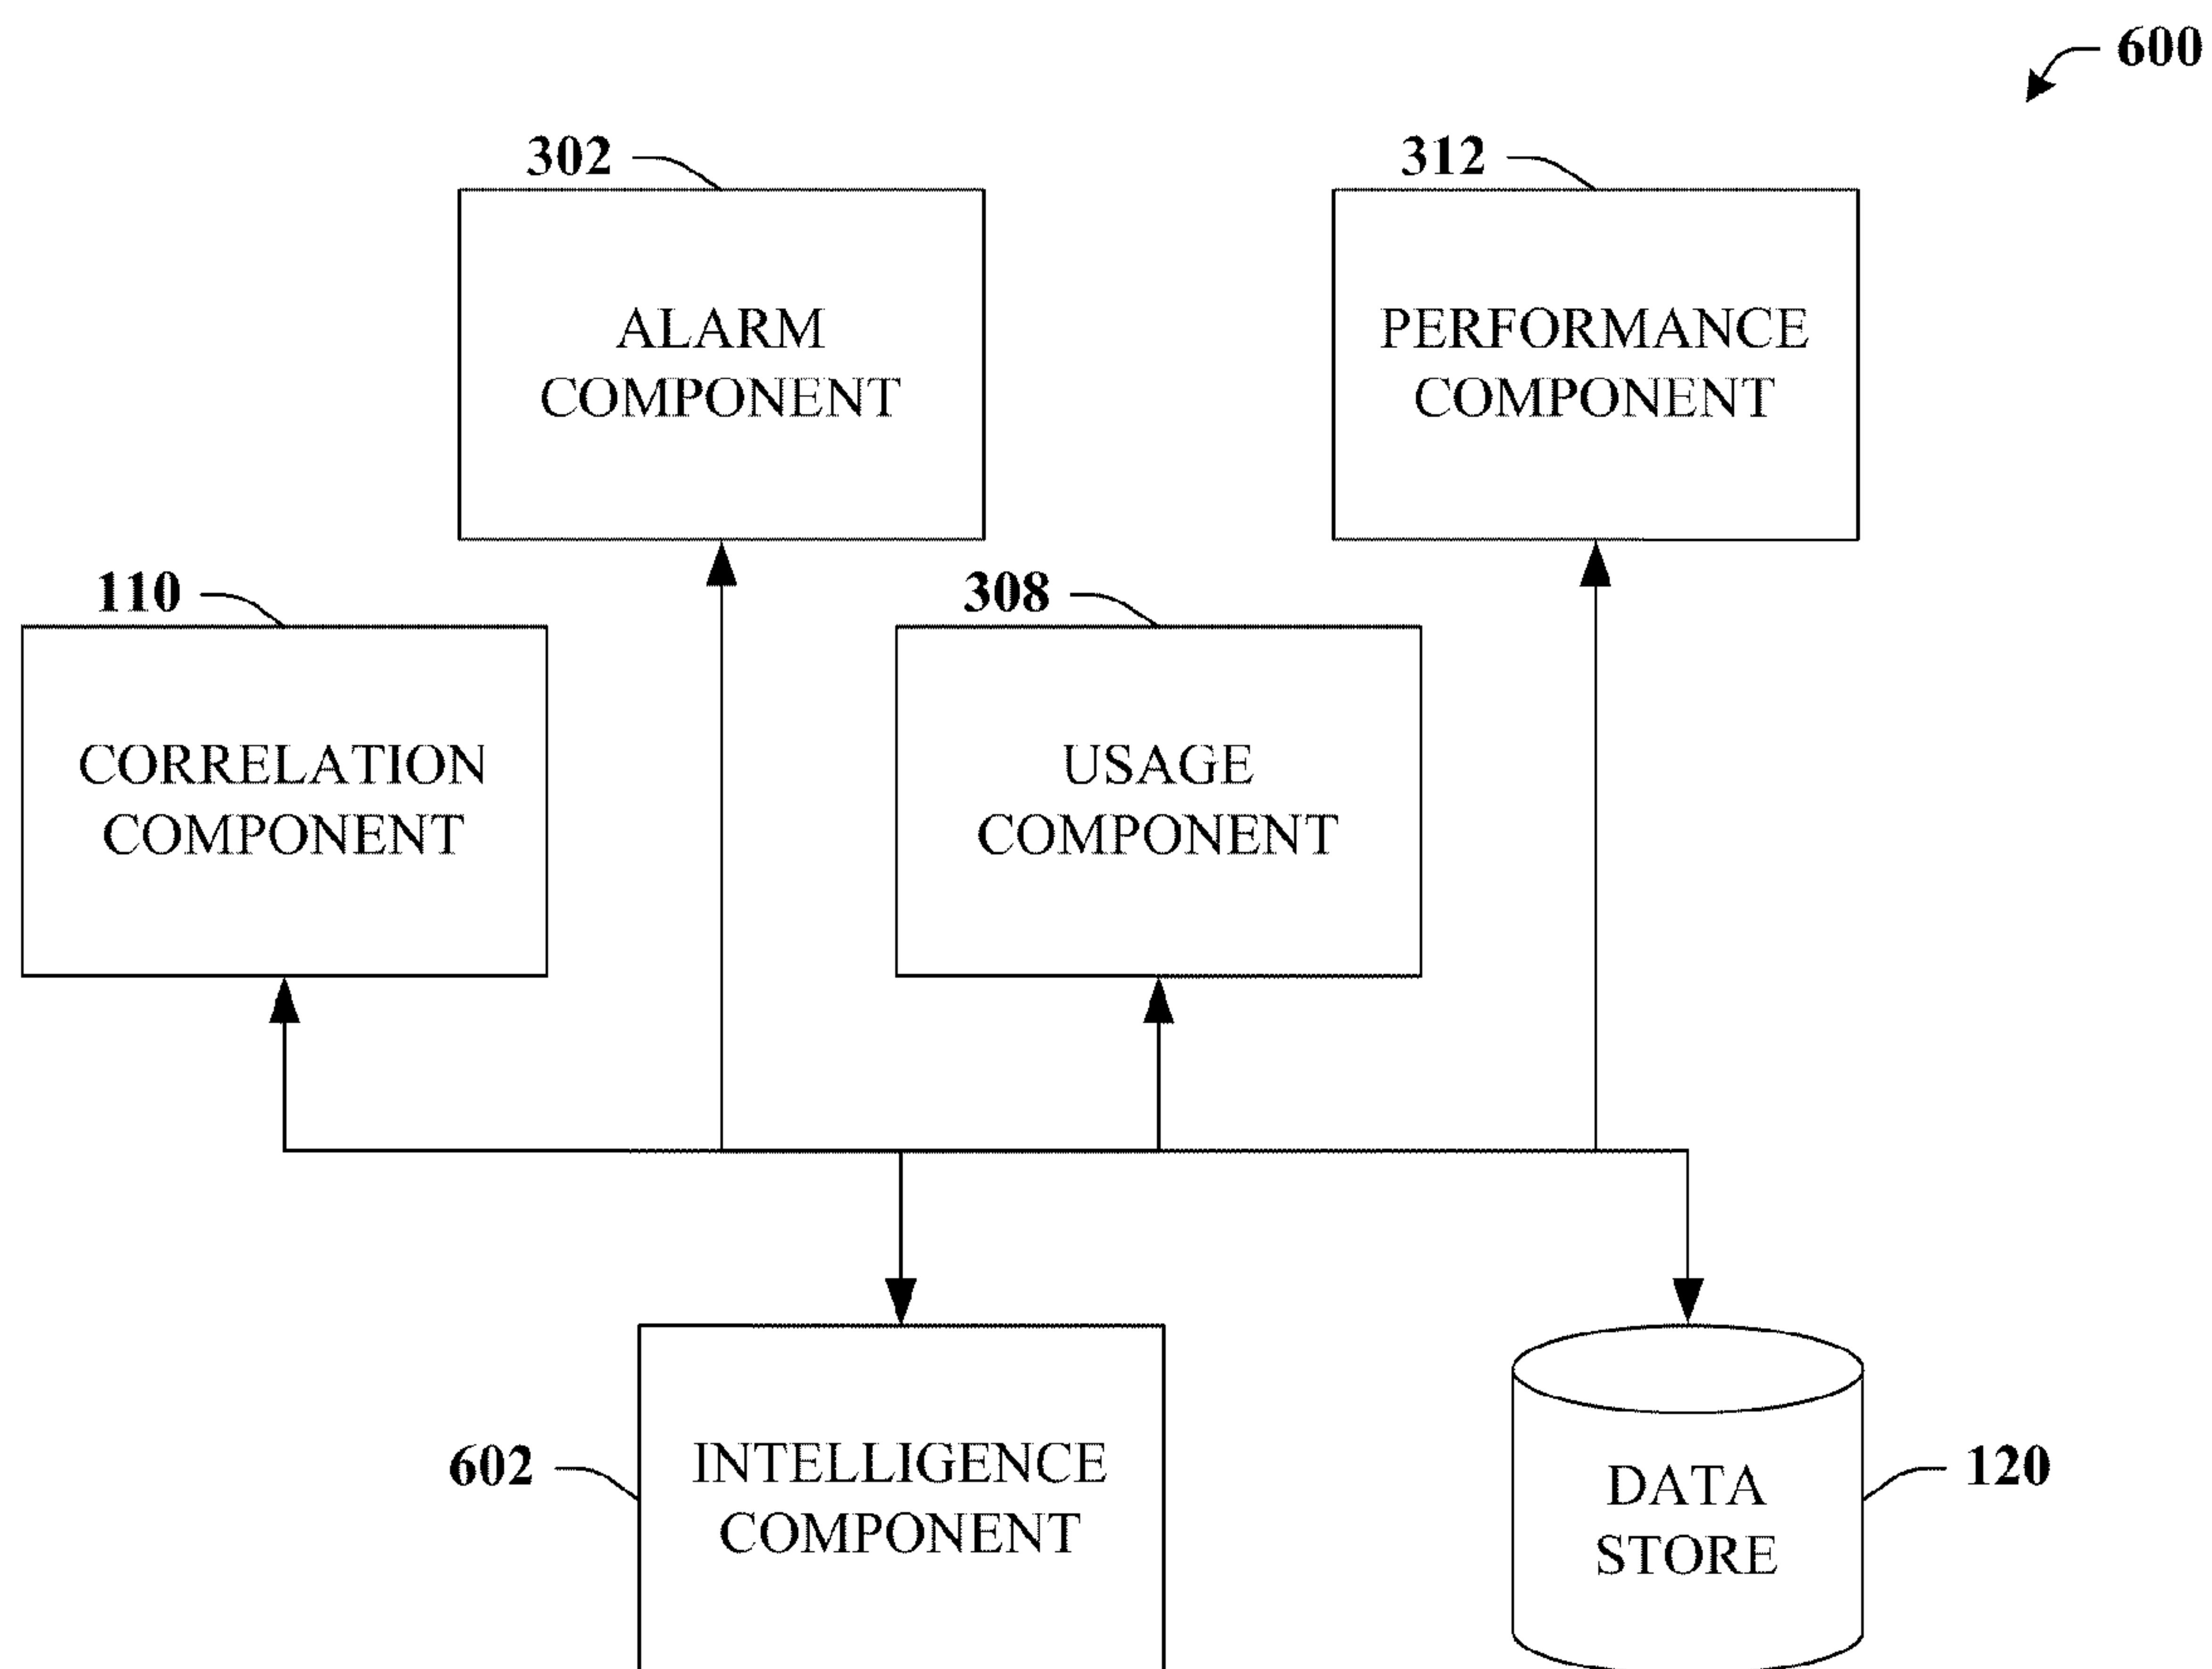 600
302
312
ALARM
COMPONENT
PERFORMANCE
COMPONENT
110
308
CORRELATION
COMPONENT
USAGE
COMPONENT
602
INTELLIGENCE
COMPONENT
DATA
STORE
120